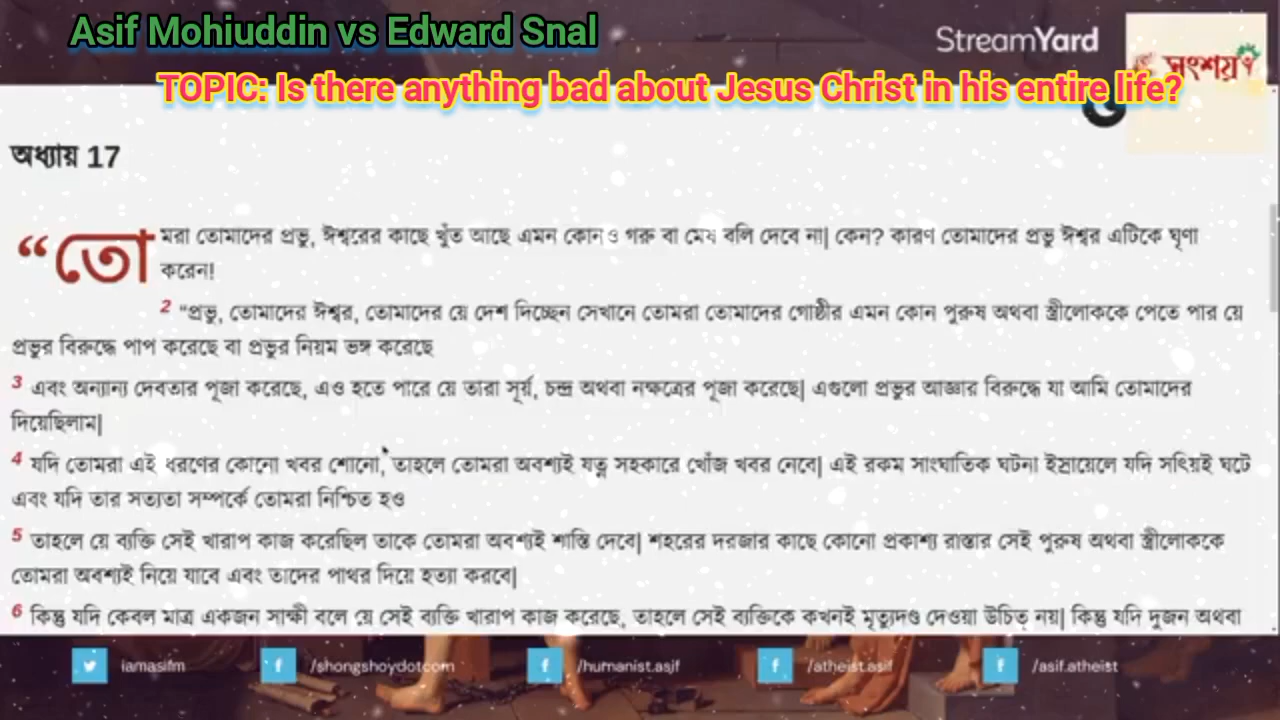 Asif Mohiuddin vs Edward Snal
StreamYard
সংশয়
TOPIC: Is there anything bad about Jesus Christ in his entire life?
অধ্যায় 17
“তোমরা তোমাদের প্রভু, ঈশ্বরের কাছে খুঁত আছে এমন কোনও গরু বা মেষ বলি দেবে না| কেন? কারণ তোমাদের প্রভু ঈশ্বর এটিকে ঘৃণা
করেন!
2 “প্রভু, তোমাদের ঈশ্বর, তোমাদের য়ে দেশ দিচ্ছেন সেখানে তোমরা তোমাদের গোষ্ঠীর এমন কোন পুরুষ অথবা স্ত্রীলোককে পেতে পার য়ে
প্রভুর বিরুদ্ধে পাপ করেছে বা প্রভুর নিয়ম ভঙ্গ করেছে
3 এবং অন্যান্য দেবতার পূজা করেছে, এও হতে পারে য়ে তারা সূর্য়, চন্দ্র অথবা নক্ষত্রের পূজা করেছে| এগুলো প্রভুর আজ্ঞার বিরুদ্ধে যা আমি তোমাদের
দিয়েছিলাম|
4 যদি তোমরা এই ধরণের কোনো খবর শোনো, তাহলে তোমরা অবশ্যই যত্ন সহকারে খোঁজ খবর নেবে| এই রকম সাংঘাতিক ঘটনা ইস্রায়েলে যদি সৎিয়ই ঘটে
এবং যদি তার সত্যতা সম্পর্কে তোমরা নিশ্চিত হও
5 তাহলে য়ে ব্যক্তি সেই খারাপ কাজ করেছিল তাকে তোমরা অবশ্যই শাস্তি দেবে| শহরের দরজার কাছে কোনো প্রকাশ্য রাস্তার সেই পুরুষ অথবা স্ত্রীলোককে
তোমরা অবশ্যই নিয়ে যাবে এবং তাদের পাথর দিয়ে হত্যা করবে|
6 কিন্তু যদি কেবল মাত্র একজন সাক্ষী বলে য়ে সেই ব্যক্তি খারাপ কাজ করেছে, তাহলে সেই ব্যক্তিকে কখনই মৃত্যুদণ্ড দেওয়া উচিত্‌ নয়| কিন্তু যদি দুজন অথবা
iamasifm
/shongshoydotcom
/humanist.asif
/atheist.asif
/asif.atheist